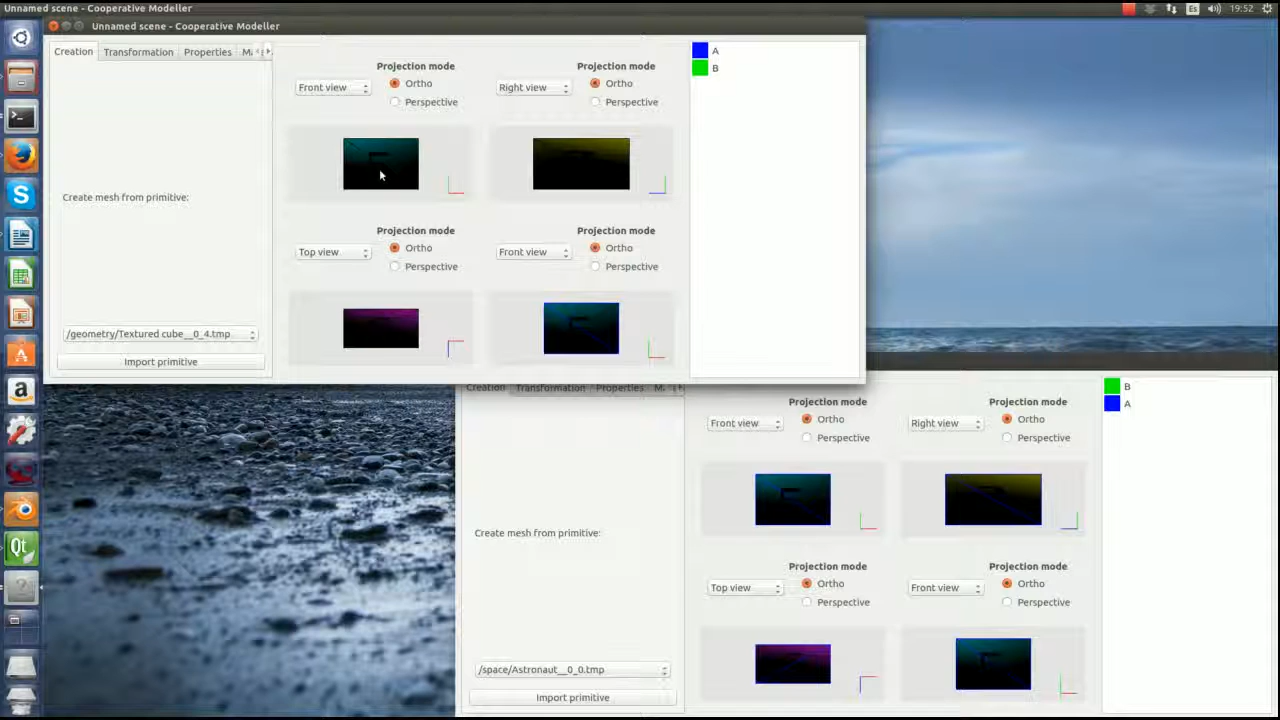 Unnamed scene - Cooperative Modeller
Es
19:52
Unnamed scene - Cooperative Modeller
Creation
Transformation
Properties
Create mesh from primitive:
/geometry/Textured cube__0_4.tmp
Import primitive
Projection mode
Front view
Ortho
Perspective
Projection mode
Right view
Ortho
Perspective
Projection mode
Top view
Ortho
Perspective
Projection mode
Front view
Ortho
Perspective
A
B
Creation
Transformation
Properties
Create mesh from primitive:
/space/Astronaut__0_0.tmp
Import primitive
Projection mode
Front view
Ortho
Perspective
Projection mode
Right view
Ortho
Perspective
Projection mode
Top view
Ortho
Perspective
Projection mode
Front view
Ortho
Perspective
B
A